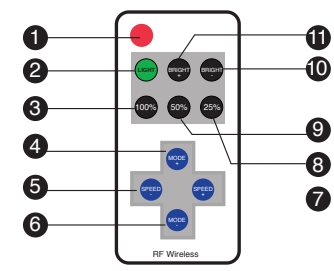 1 11
2 LIGHT BRIGHT + BRIGHT - 10
3 100% 50% 25%
9
4 MODE + 8
5 SPEED - SPEED + 7
6 MODE -
RF Wireless